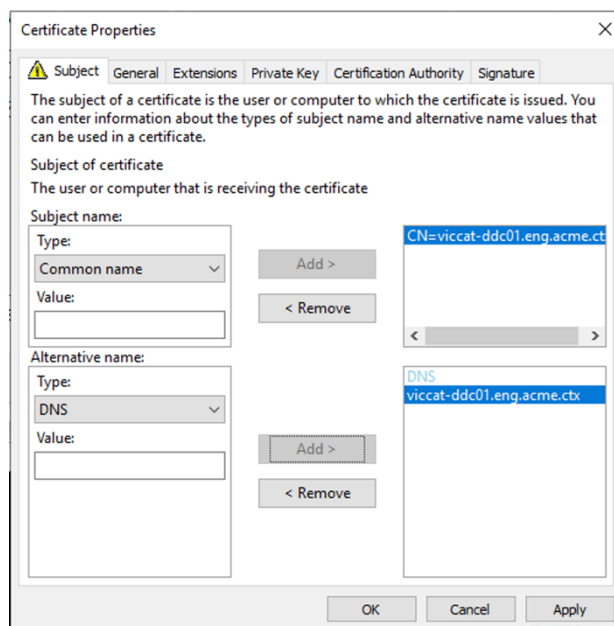 Certificate Properties
Subject General Extensions Private Key Certification Authority Signature
The subject of a certificate is the user or computer to which the certificate is issued. You
can enter information about the types of subject name and alternative name values that
can be used in a certificate.
Subject of certificate
The user or computer that is receiving the certificate
Subject name:
Type:
Common name
Value:
Add >
< Remove
CN=viccat-ddc01.eng.acme.ct
Alternative name:
Type:
DNS
Value:
Add >
< Remove
DNS
viccat-ddc01.eng.acme.ctx
OK Cancel Apply